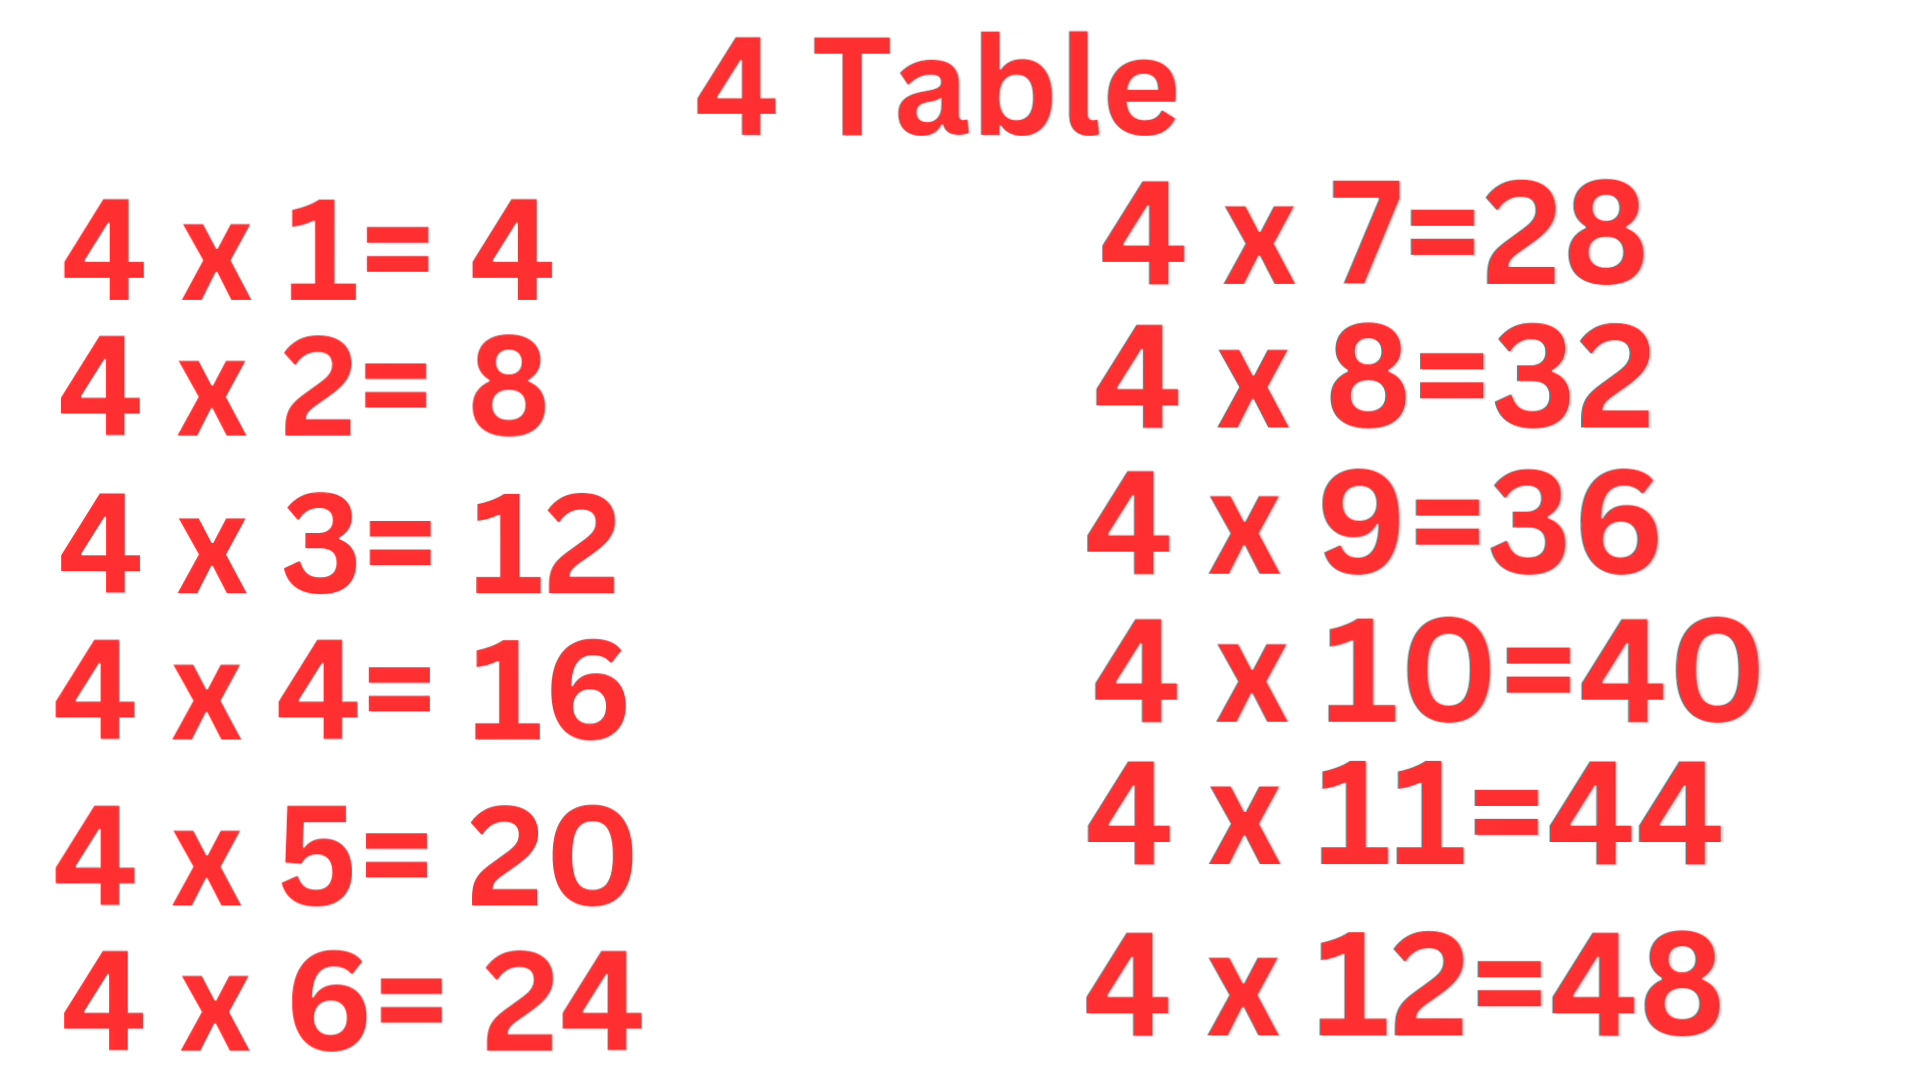 4 Table
4 x 1= 4
4 x 2= 8
4 x 3= 12
4 x 4= 16
4 x 5= 20
4 x 6= 24
4 x 7=28
4 x 8=32
4 x 9=36
4 x 10=40
4 x 11=44
4 x 12=48